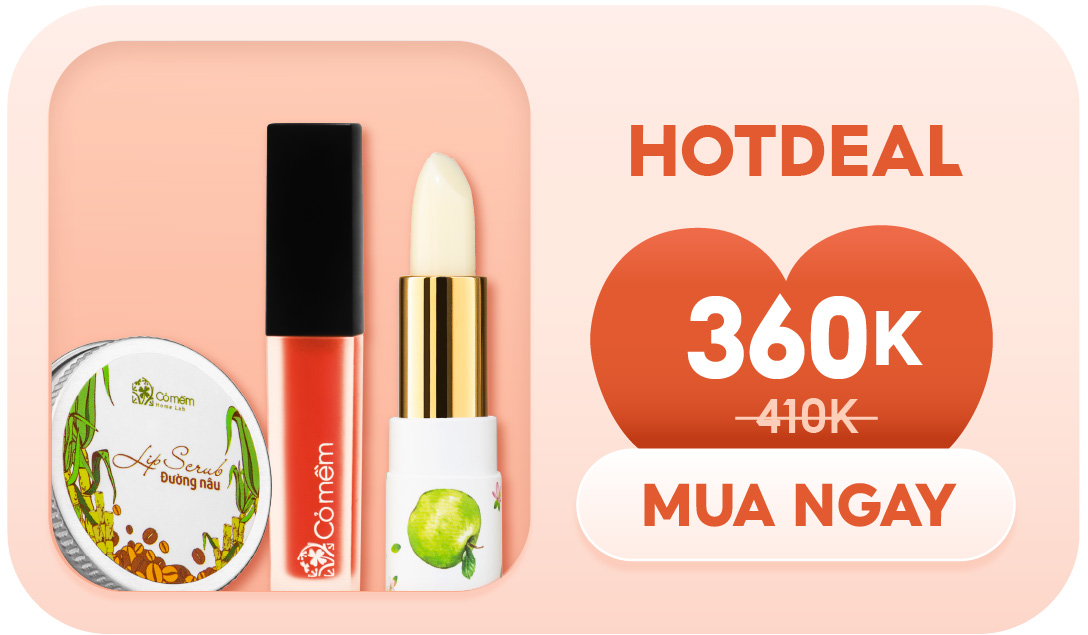 HOTDEAL
360K
410K
MUA NGAY
Cỏ mềm
Home Lab
Lip Scrub
Đường nâu
Cỏ mềm